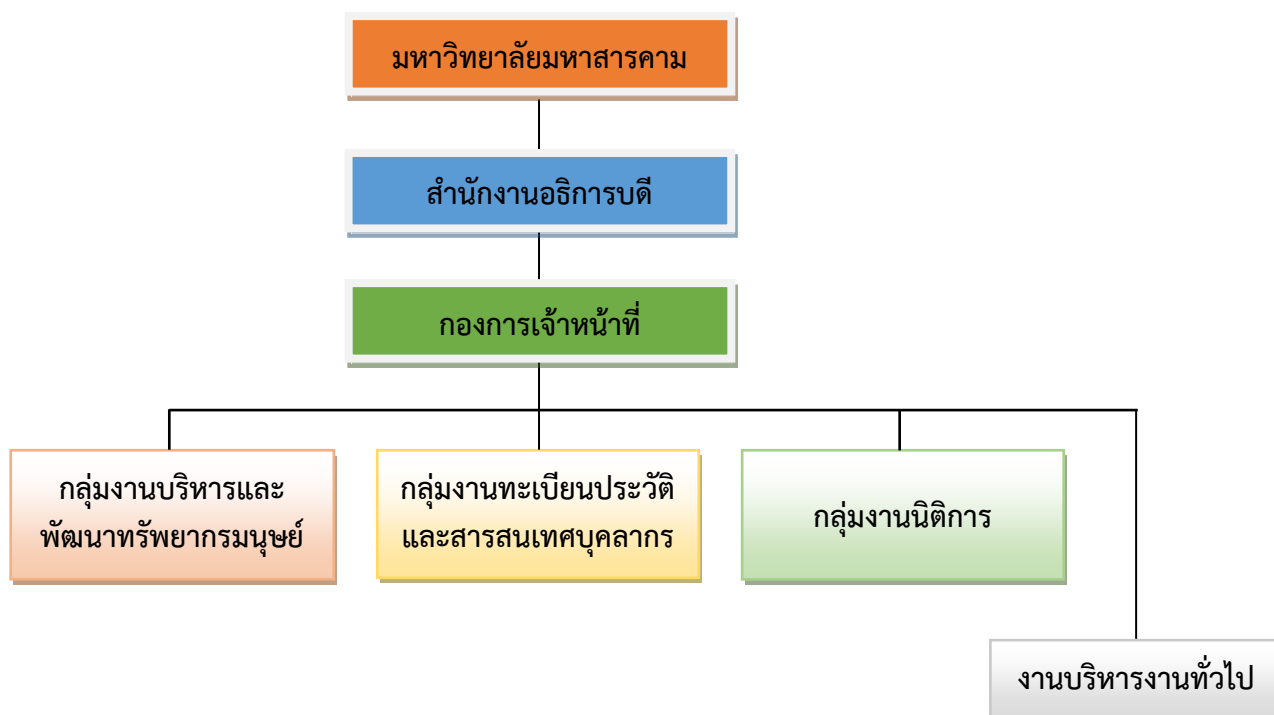 มหาวิทยาลัยมหาสารคาม
สำนักงานอธิการบดี
กองการเจ้าหน้าที่
กลุ่มงานบริหารและ
พัฒนาทรัพยากรมนุษย์
กลุ่มงานทะเบียนประวัติ
และสารสนเทศบุคลากร
กลุ่มงานนิติการ
งานบริหารงานทั่วไป